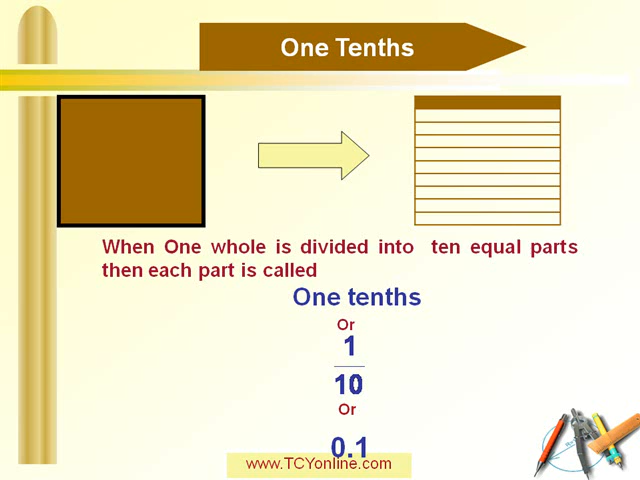 One Tenths
When One whole is divided into ten equal parts
then each part is called
One tenths
Or
1
10
Or
0.1
www.TCYonline.com